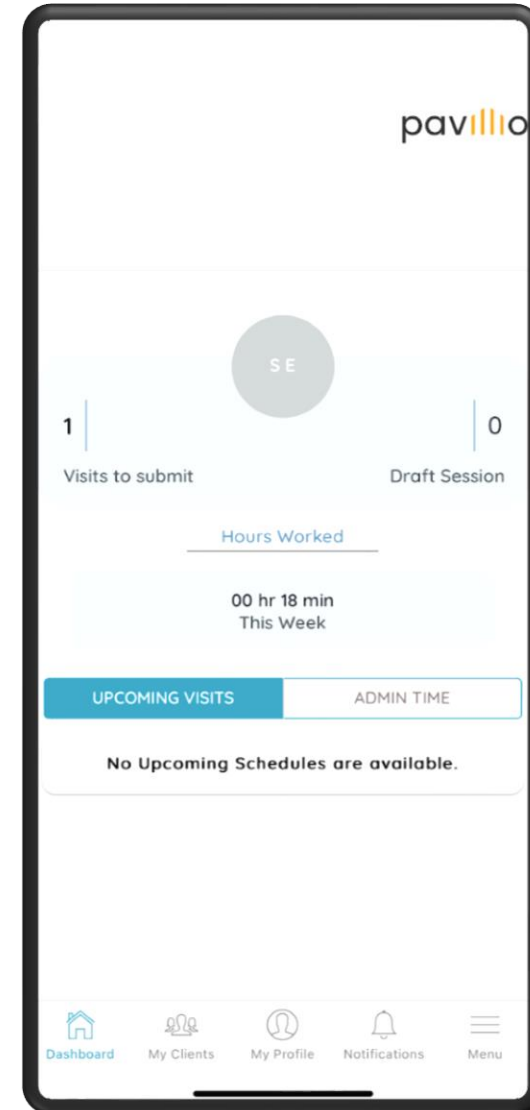 pavillio
S E
1
0
Visits to submit
Draft Session
Hours Worked
00 hr 18 min
This Week
UPCOMING VISITS
ADMIN TIME
No Upcoming Schedules are available.
Dashboard
My Clients
My Profile
Notifications
Menu